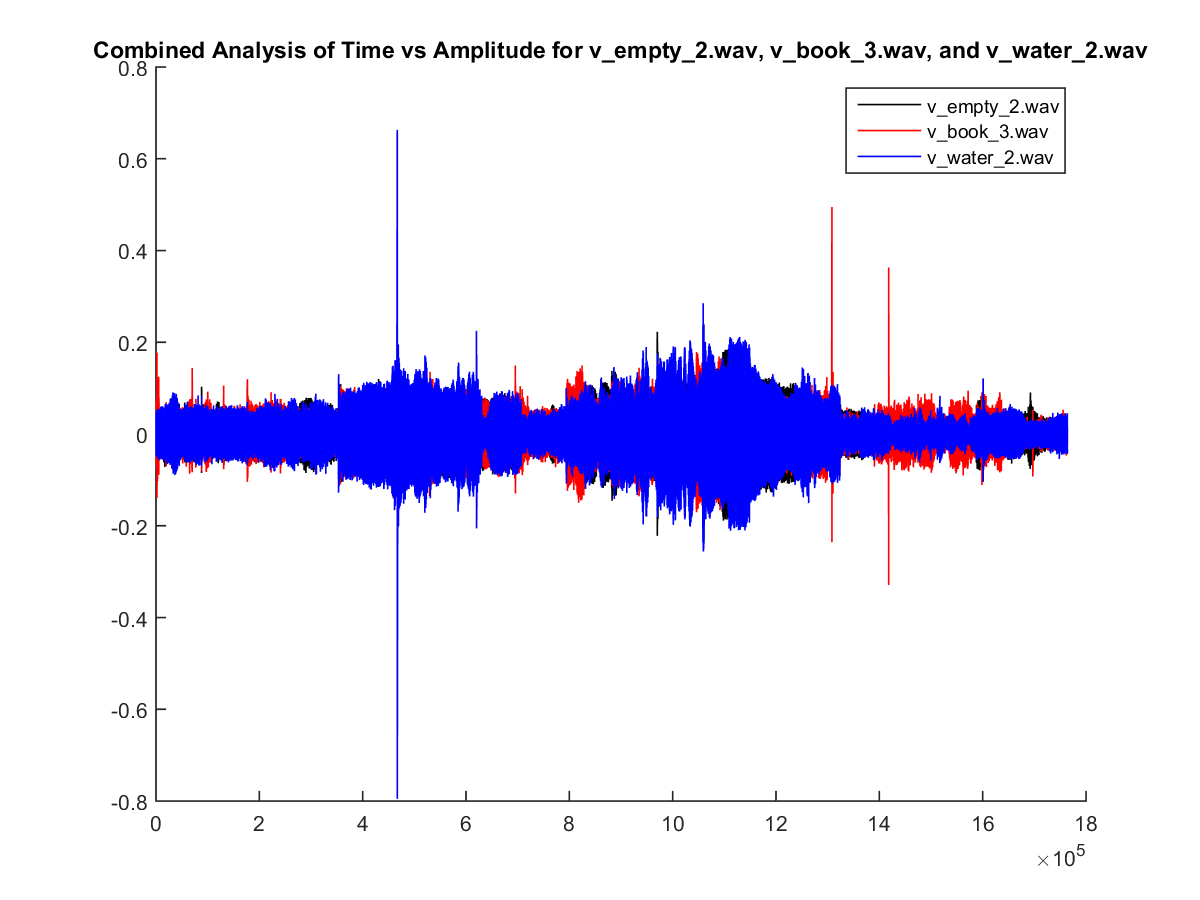 Combined Analysis of Time vs Amplitude for v_empty_2.wav, v_book_3.wav, and v_water_2.wav
v_empty_2.wav
v_book_3.wav
v_water_2.wav
0.8
0.6
0.4
0.2
0
-0.2
-0.4
-0.6
-0.8
0 2 4 6 8 10 12 14 16 18
×10⁵